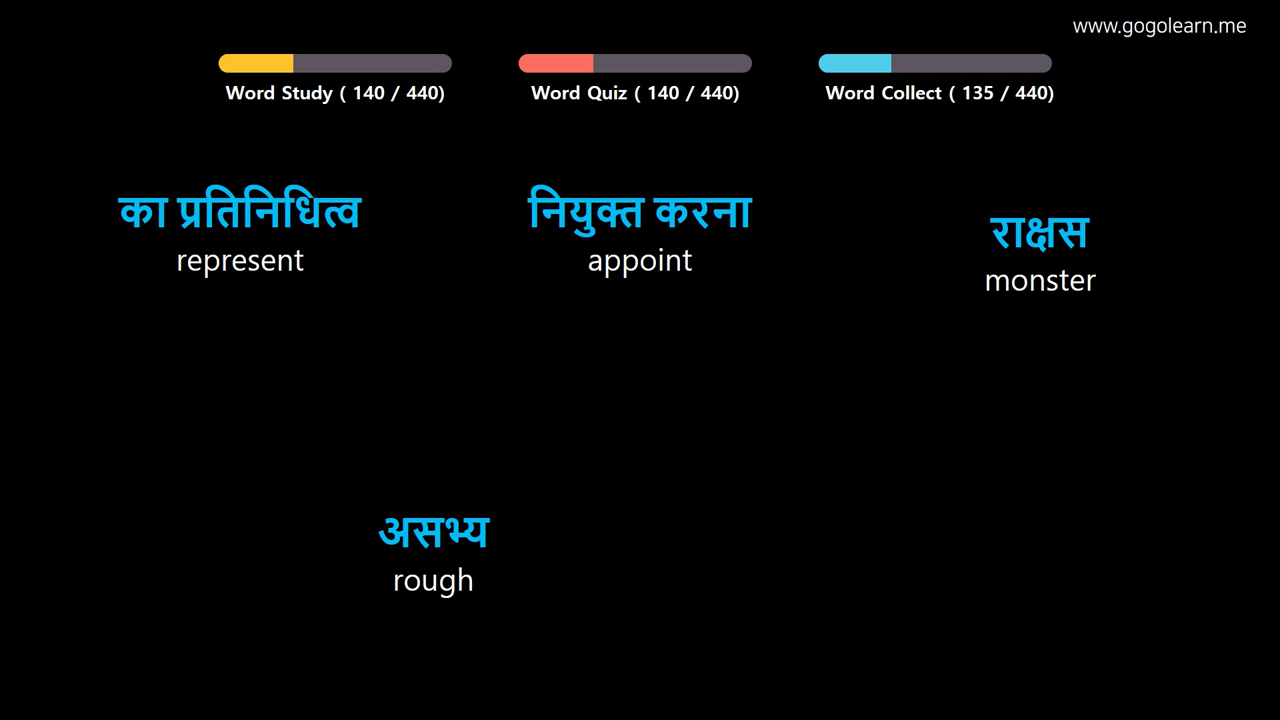 www.gogolearn.me
Word Study ( 140 / 440)
Word Quiz ( 140 / 440)
Word Collect ( 135 / 440)
का प्रतिनिधित्व
represent
नियुक्त करना
appoint
राक्षस
monster
असभ्य
rough